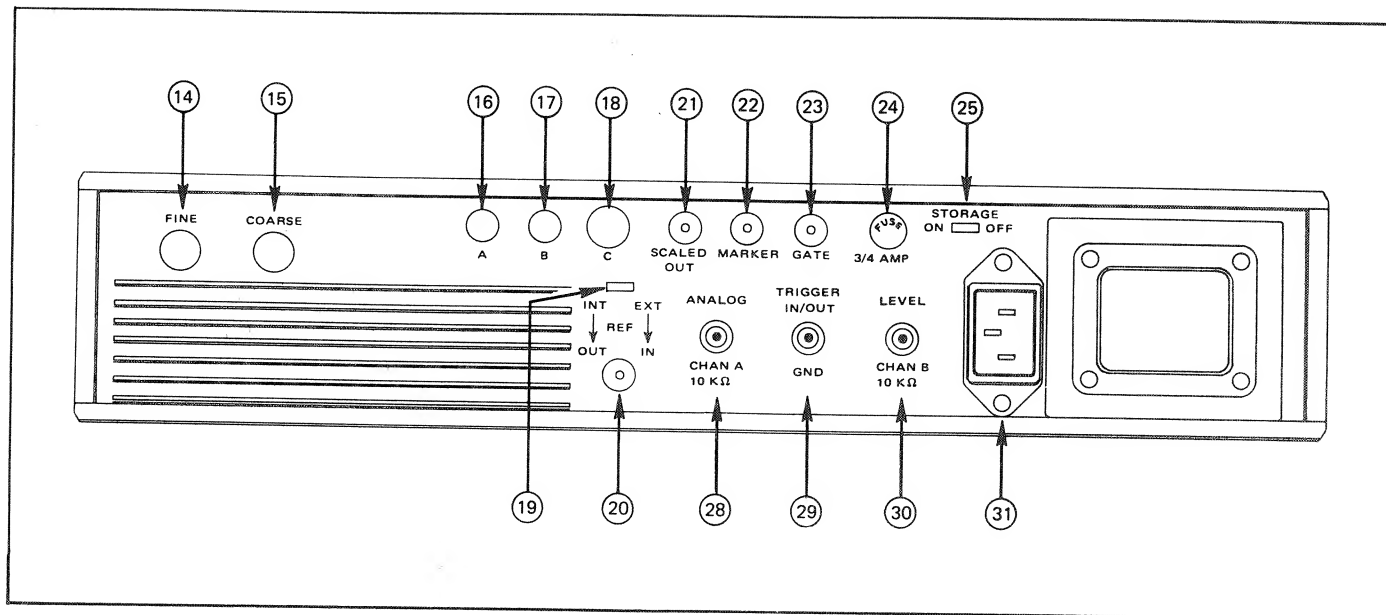 14 15 16 17 18 21 22 23 24 25
FINE COARSE
STORAGE
ON OFF
FUSE
A B C
SCALED OUT
MARKER GATE
3/4 AMP
INT EXT
REF
OUT IN
ANALOG
CHAN A
10 KΩ
TRIGGER
IN/OUT
GND
LEVEL
CHAN B
10 KΩ
19 20 28 29 30 31